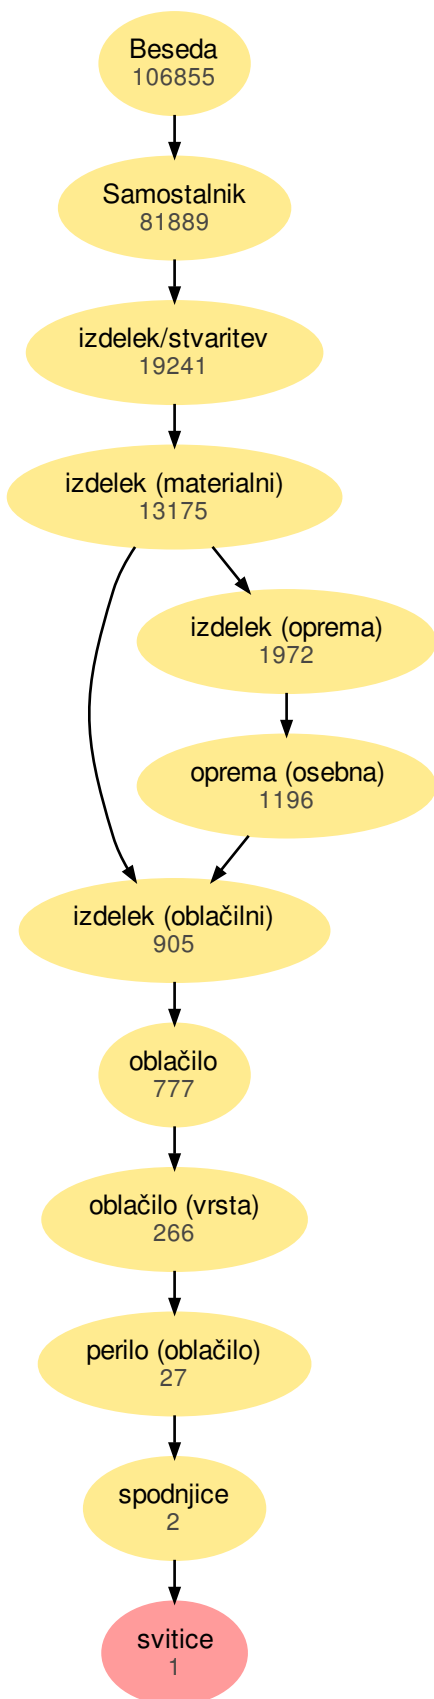 Beseda
106855
Samostalnik
81889
izdelek/stvaritev
19241
izdelek (materialni)
13175
izdelek (oprema)
1972
oprema (osebna)
1196
izdelek (oblačilni)
905
oblačilo
777
oblačilo (vrsta)
266
perilo (oblačilo)
27
spodnjice
2
svitice
1